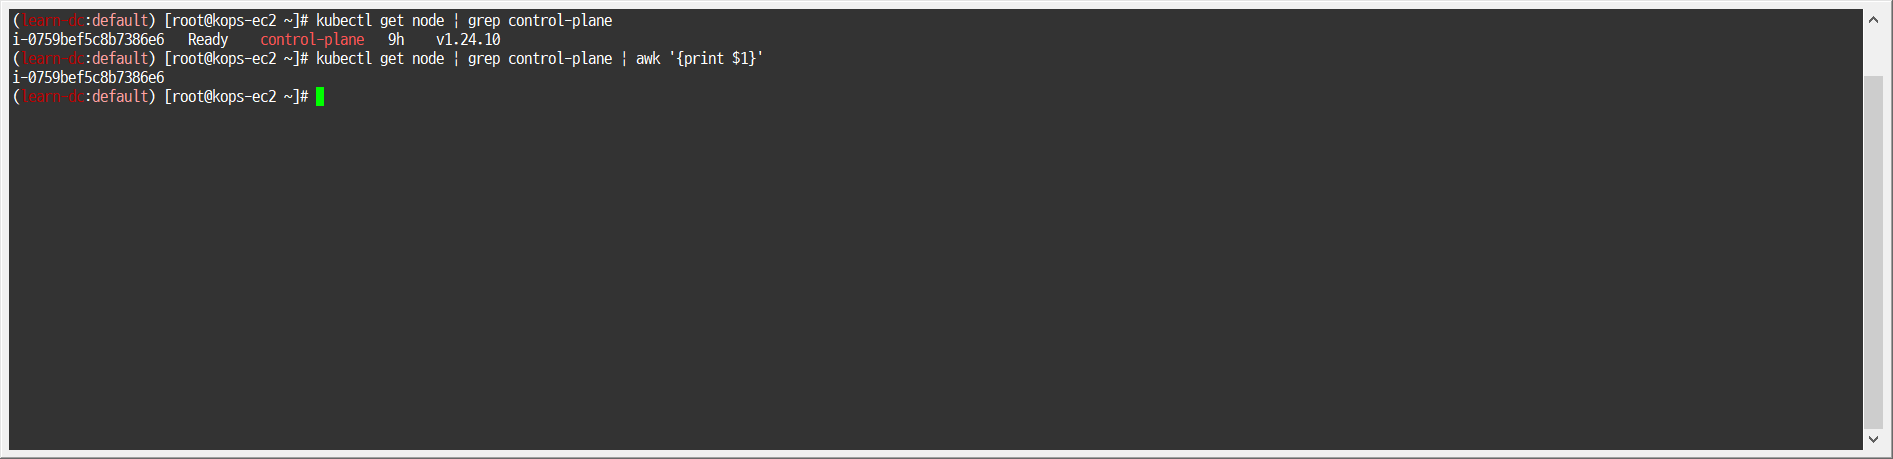 (learn-dc:default) [root@kops-ec2 ~]# kubectl get node | grep control-plane
i-0759bef5c8b7386e6   Ready    control-plane   9h    v1.24.10
(learn-dc:default) [root@kops-ec2 ~]# kubectl get node | grep control-plane | awk '{print $1}'
i-0759bef5c8b7386e6
(learn-dc:default) [root@kops-ec2 ~]#